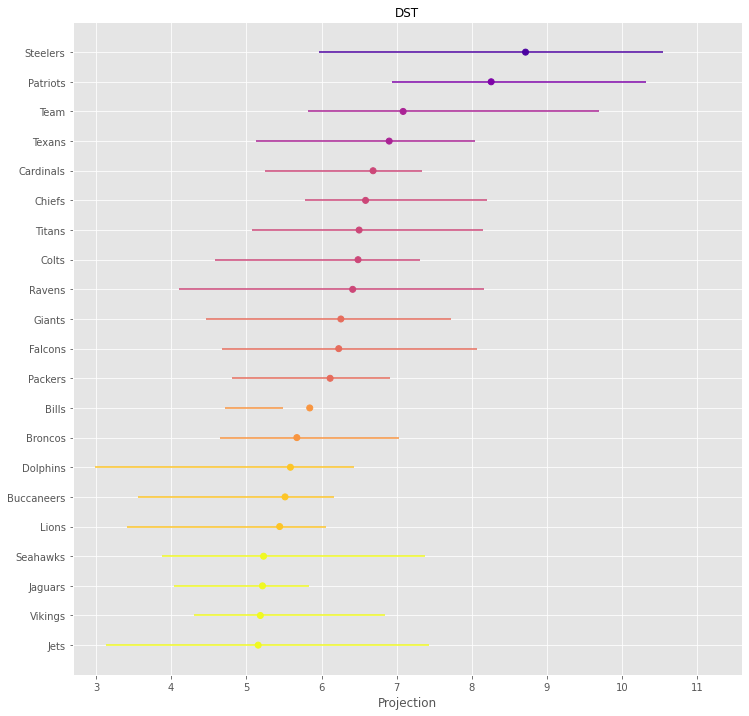 DST
Steelers
Patriots
Team
Texans
Cardinals
Chiefs
Titans
Colts
Ravens
Giants
Falcons
Packers
Bills
Broncos
Dolphins
Buccaneers
Lions
Seahawks
Jaguars
Vikings
Jets
3 4 5 6 7 8 9 10 11
Projection